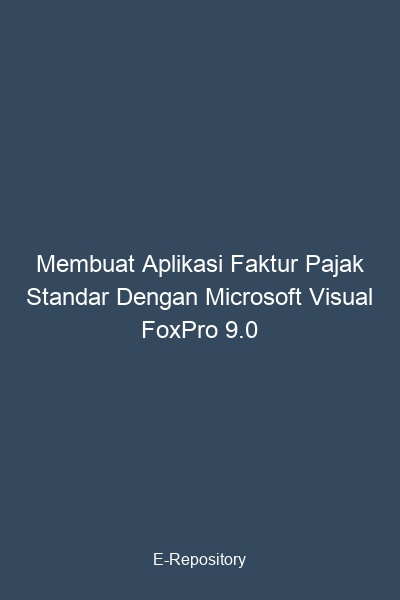 Membuat Aplikasi Faktur Pajak
Standar Dengan Microsoft Visual
FoxPro 9.0
E-Repository